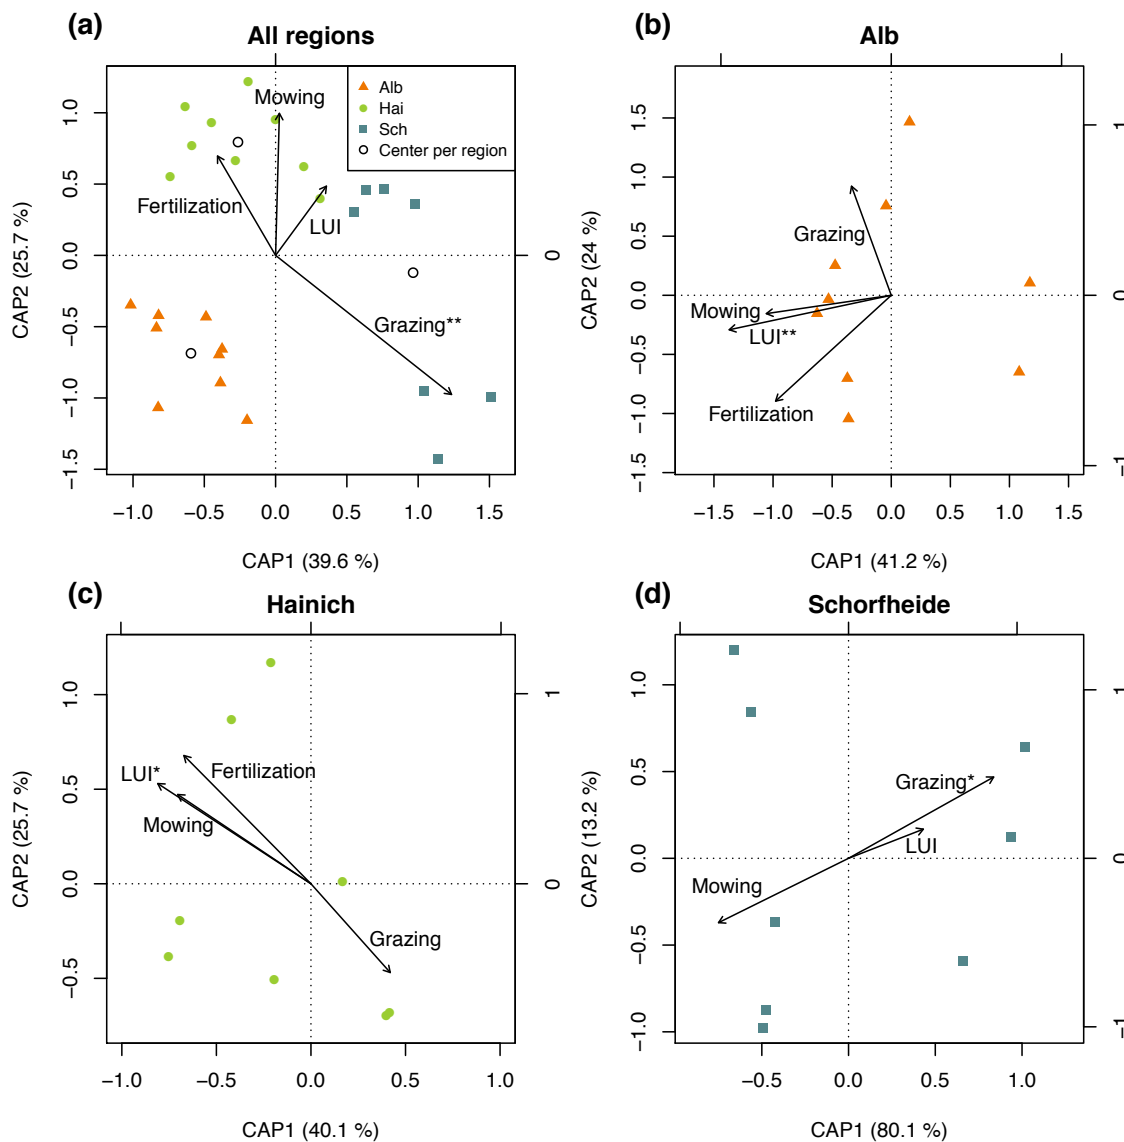 (a)
All regions
Alb
Hai
Sch
Center per region
Mowing
Fertilization
LUI
Grazing**
1.0
0.5
0.0
−0.5
−1.0
−1.5
CAP2 (25.7 %)
0
−1.0
−0.5
0.0
0.5
1.0
1.5
CAP1 (39.6 %)
(b)
Alb
Grazing
Mowing
LUI**
Fertilization
1.5
1.0
0.5
0.0
−0.5
−1.0
−1.5
CAP2 (24 %)
1
0
−1
−1.5
−1.0
−0.5
0.0
0.5
1.0
1.5
CAP1 (41.2 %)
(c)
Hainich
LUI*
Fertilization
Mowing
Grazing
1.0
0.5
0.0
−0.5
CAP2 (25.7 %)
1
0
−1.0
−0.5
0.0
0.5
1.0
CAP1 (40.1 %)
(d)
Schorfheide
Grazing*
LUI
Mowing
1.0
0.5
0.0
−0.5
−1.0
CAP2 (13.2 %)
1
0
−1
−0.5
0.0
0.5
1.0
CAP1 (80.1 %)